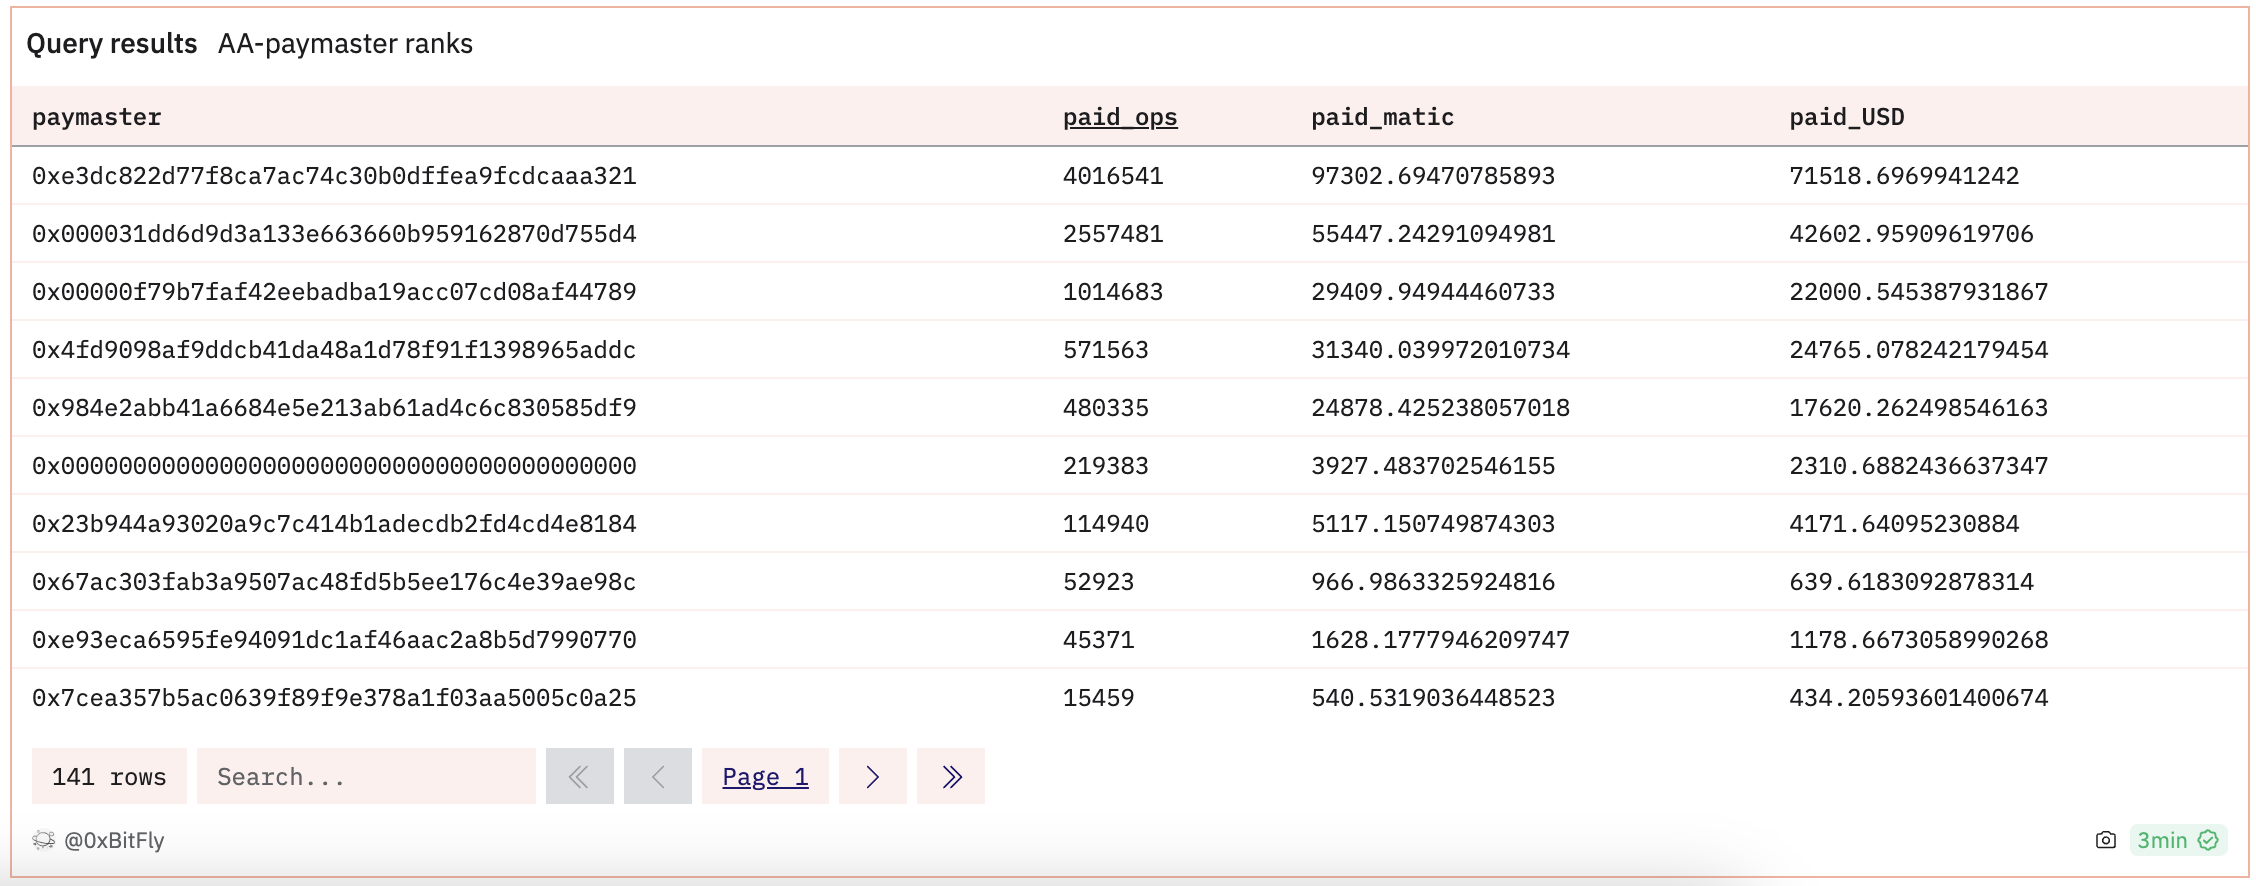 Query results AA-paymaster ranks
paymaster paid_ops paid_matic paid_USD
0xe3dc822d77f8ca7ac74c30b0dffea9fcdcaaa321 4016541 97302.69470785893 71518.6969941242
0x000031dd6d9d3a133e663660b959162870d755d4 2557481 55447.24291094981 42602.95909619706
0x00000f79b7faf42eebadba19acc07cd08af44789 1014683 29409.94944460733 22000.545387931867
0x4fd9098af9ddcb41da48a1d78f91f1398965addc 571563 31340.039972010734 24765.078242179454
0x984e2abb41a6684e5e213ab61ad4c6c830585df9 480335 24878.425238057018 17620.262498546163
0x0000000000000000000000000000000000000000 219383 3927.483702546155 2310.6882436637347
0x23b944a93020a9c7c414b1adecdb2fd4cd4e8184 114940 5117.150749874303 4171.64095230884
0x67ac303fab3a9507ac48fd5b5ee176c4e39ae98c 52923 966.9863325924816 639.6183092878314
0xe93eca6595fe94091dc1af46aac2a8b5d7990770 45371 1628.1777946209747 1178.6673058990268
0x7cea357b5ac0639f89f9e378a1f03aa5005c0a25 15459 540.5319036448523 434.20593601400674
141 rows Search... Page 1
@0xBitFly 3min